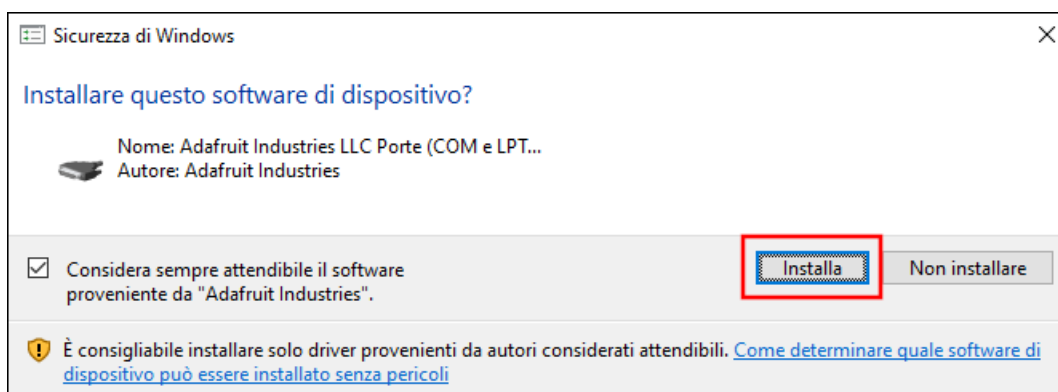 Sicurezza di Windows
Installare questo software di dispositivo?
Nome: Adafruit Industries LLC Porte (COM e LPT...
Autore: Adafruit Industries
Considera sempre attendibile il software
proveniente da "Adafruit Industries".
Installa
Non installare
È consigliabile installare solo driver provenienti da autori considerati attendibili. Come determinare quale software di
dispositivo può essere installato senza pericoli